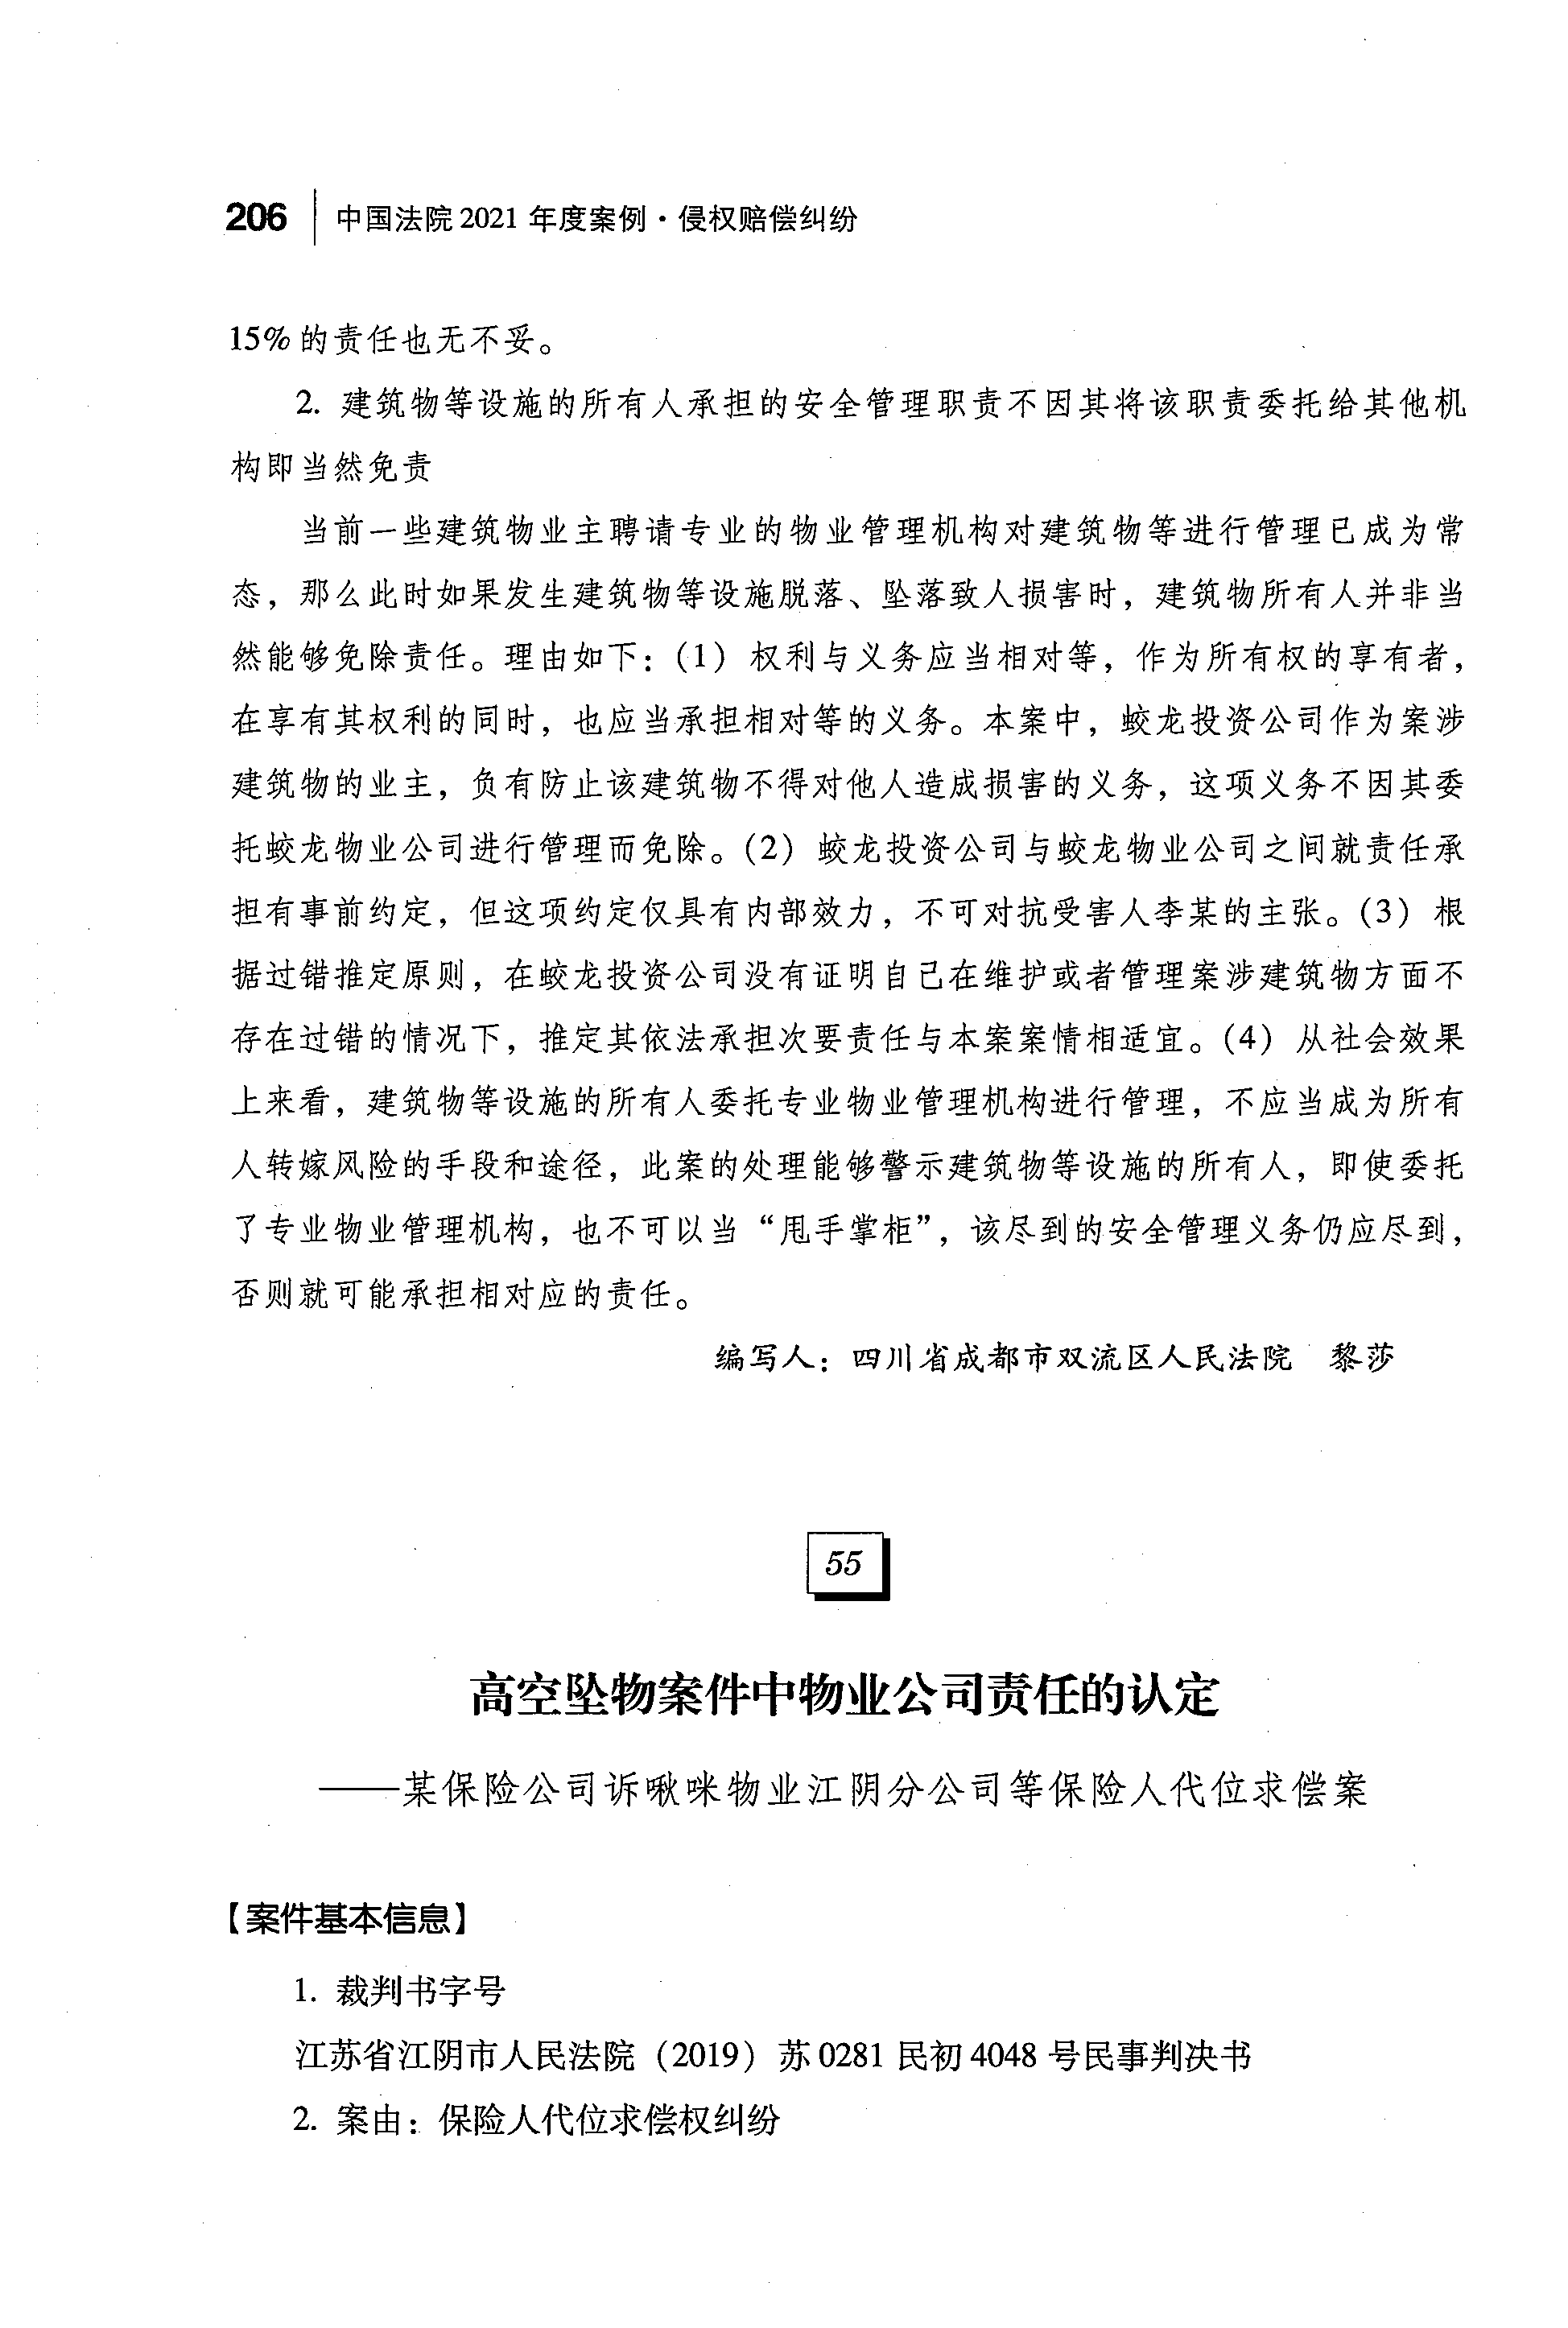 206 中国法院2021年度案例·侵权赔偿纠纷
15%的责任也无不妥。
2. 建筑物等设施的所有人承担的安全管理职责不因其将该职责委托给其他机
构即当然免责
当前一些建筑物业主聘请专业的物业管理机构对建筑物等进行管理已成为常
态，那么此时如果发生建筑物等设施脱落、坠落致人损害时，建筑物所有人并非当
然能够免除责任。理由如下：（1）权利与义务应当相对等，作为所有权的享有者，
在享有其权利的同时，也应当承担相对等的义务。本案中，蛟龙投资公司作为案涉
建筑物的业主，负有防止该建筑物不得对他人造成损害的义务，这项义务不因其委
托蛟龙物业公司进行管理而免除。（2）蛟龙投资公司与蛟龙物业公司之间就责任承
担有事前约定，但这项约定仅具有内部效力，不可对抗受害人李某的主张。（3）根
据过错推定原则，在蛟龙投资公司没有证明自己在维护或者管理案涉建筑物方面不
存在过错的情况下，推定其依法承担次要责任与本案案情相适宜。（4）从社会效果
上来看，建筑物等设施的所有人委托专业物业管理机构进行管理，不应当成为所有
人转嫁风险的手段和途径，此案的处理能够警示建筑物等设施的所有人，即使委托
了专业物业管理机构，也不可以当“甩手掌柜”，该尽到的安全管理义务仍应尽到，
否则就可能承担相对应的责任。
编写人：四川省成都市双流区人民法院 黎莎
55
高空坠物案件中物业公司责任的认定
——某保险公司诉啾咪物业江阴分公司等保险人代位求偿案
【案件基本信息】
1. 裁判书字号
江苏省江阴市人民法院（2019）苏0281民初4048号民事判决书
2. 案由：保险人代位求偿权纠纷